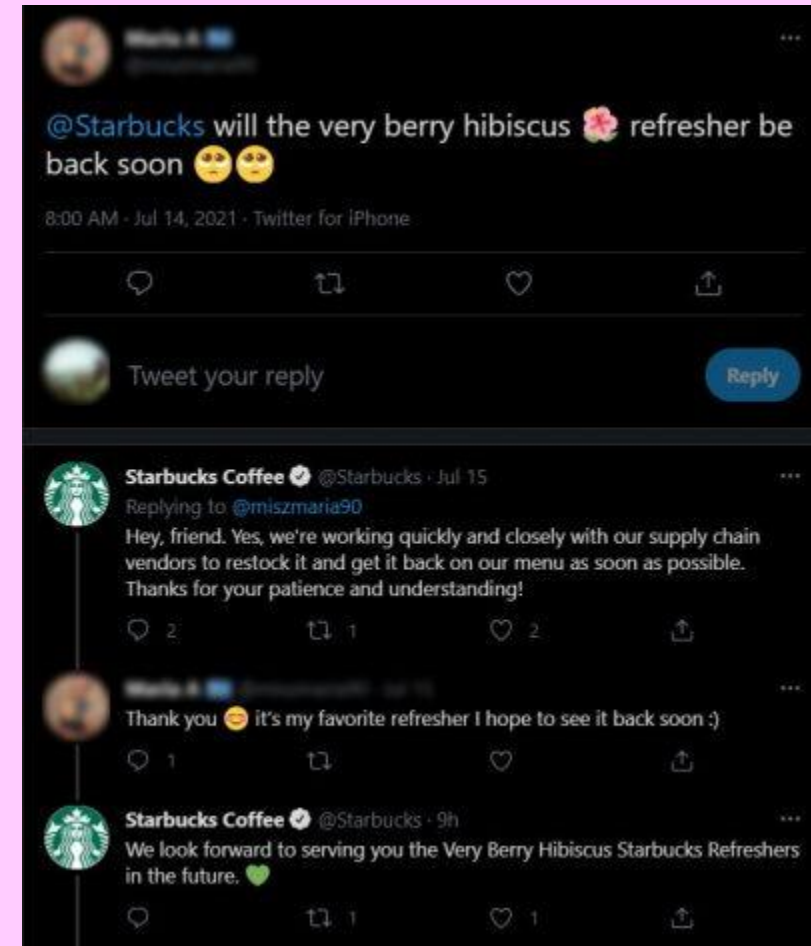 @Starbucks will the very berry hibiscus 🌺 refresher be
back soon 🥺🥺
8:00 AM · Jul 14, 2021 · Twitter for iPhone
Tweet your reply
Reply
Starbucks Coffee @Starbucks · Jul 15
Replying to @miszmaria90
Hey, friend. Yes, we're working quickly and closely with our supply chain
vendors to restock it and get it back on our menu as soon as possible.
Thanks for your patience and understanding!
2 1 2
Thank you 😊 it's my favorite refresher I hope to see it back soon :)
1
Starbucks Coffee @Starbucks · 9h
We look forward to serving you the Very Berry Hibiscus Starbucks Refreshers
in the future. 💚
1 1